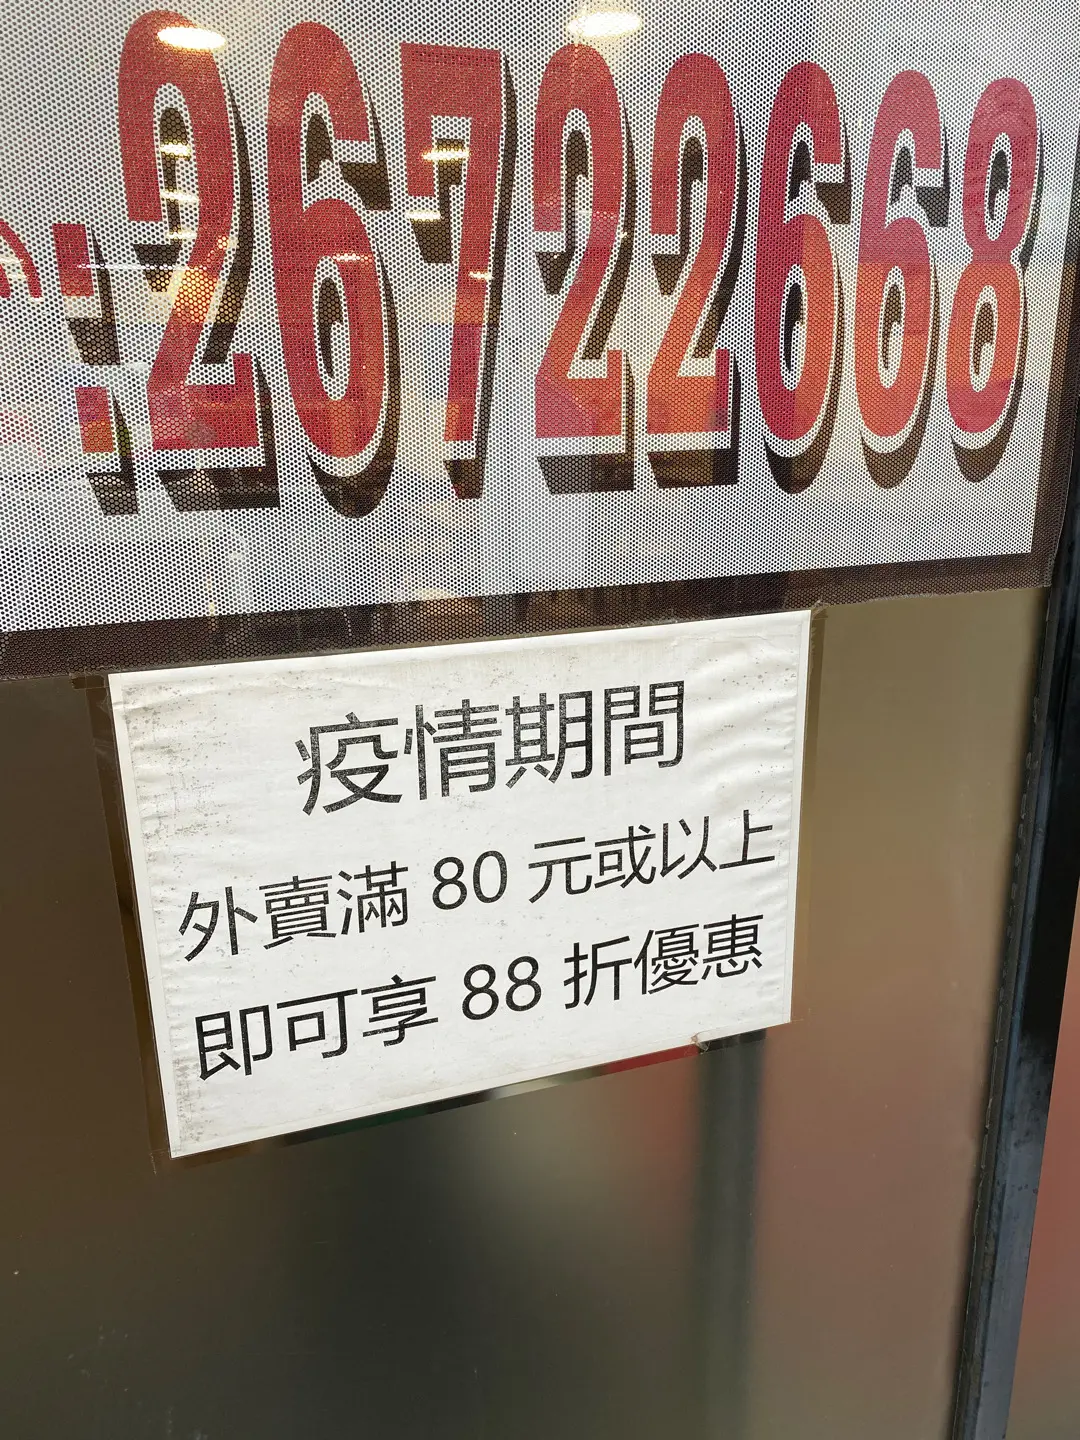 :26722668
疫情期間
外賣滿 80 元或以上
即可享 88 折優惠